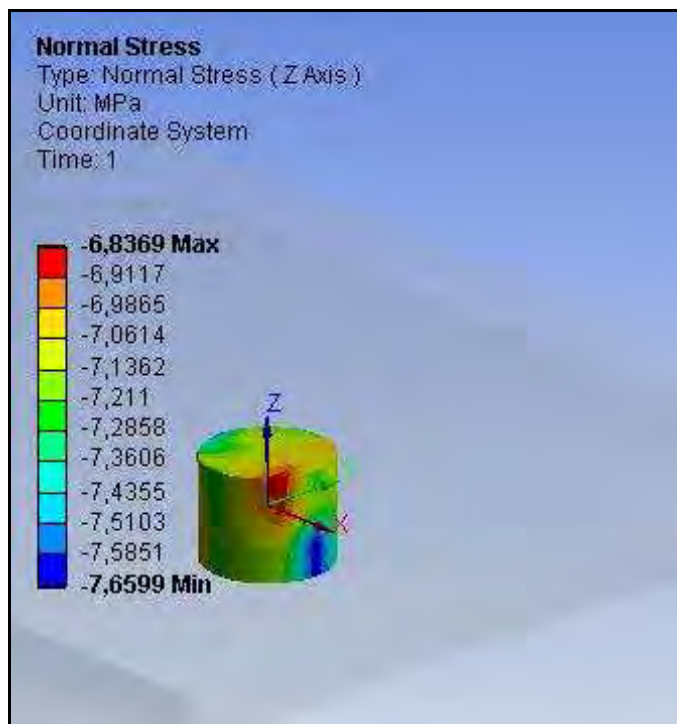 Normal Stress
Type: Normal Stress ( Z Axis )
Unit: MPa
Coordinate System
Time: 1
-6,8369 Max
-6,9117
-6,9865
-7,0614
-7,1362
-7,211
-7,2858
-7,3606
-7,4355
-7,5103
-7,5851
-7,6599 Min
Z
X